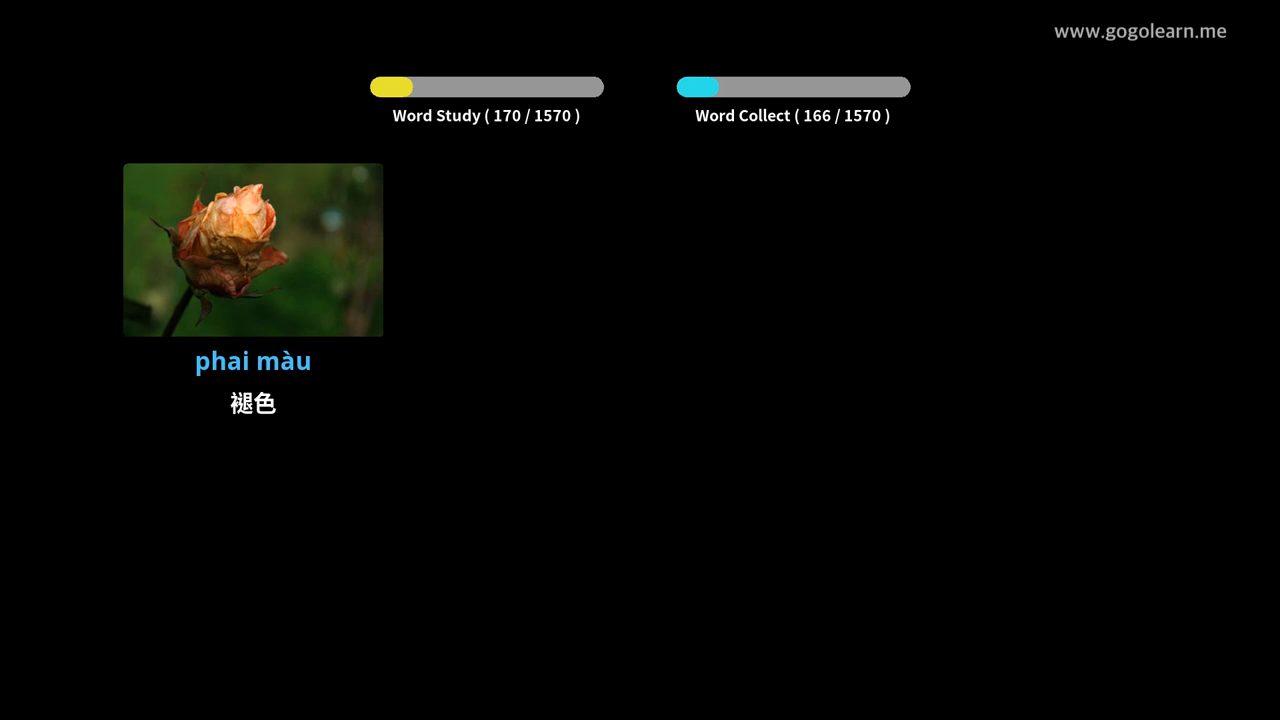 www.gogolearn.me
Word Study ( 170 / 1570 )
Word Collect ( 166 / 1570 )
phai màu
褪色